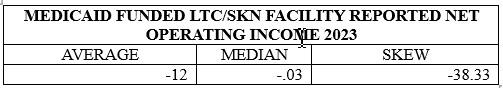 MEDICAID FUNDED LTC/SKN FACILITY REPORTED NET
OPERATING INCOME 2023
AVERAGE MEDIAN SKEW
-12 -.03 -38.33